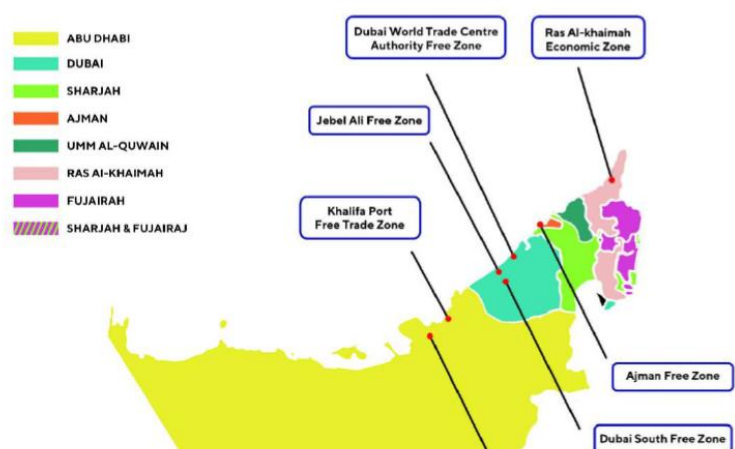 ABU DHABI
DUBAI
SHARJAH
AJMAN
UMM AL-QUWAIN
RAS Al-KHAIMAH
FUJAIRAH
SHARJAH & FUJAIRAJ
Dubai World Trade Centre
Authority Free Zone
Ras Al-khaimah
Economic Zone
Jebel Ali Free Zone
Khalifa Port
Free Trade Zone
Ajman Free Zone
Dubai South Free Zone